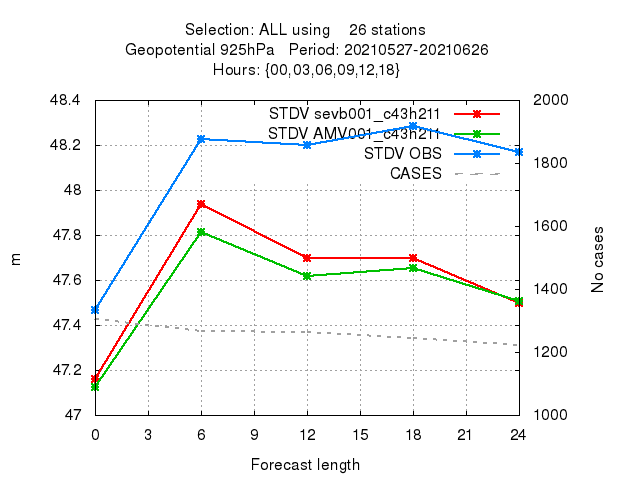 Selection: ALL using    26 stations
Geopotential 925hPa   Period: 20210527-20210626
Hours: {00,03,06,09,12,18}
48.4
48.2
48
47.8
47.6
47.4
47.2
47
m
STDV sevb001_c43h211
STDV AMV001_c43h211
STDV OBS
CASES
2000
1800
1600
1400
1200
1000
No cases
0 3 6 9 12 15 18 21 24
Forecast length